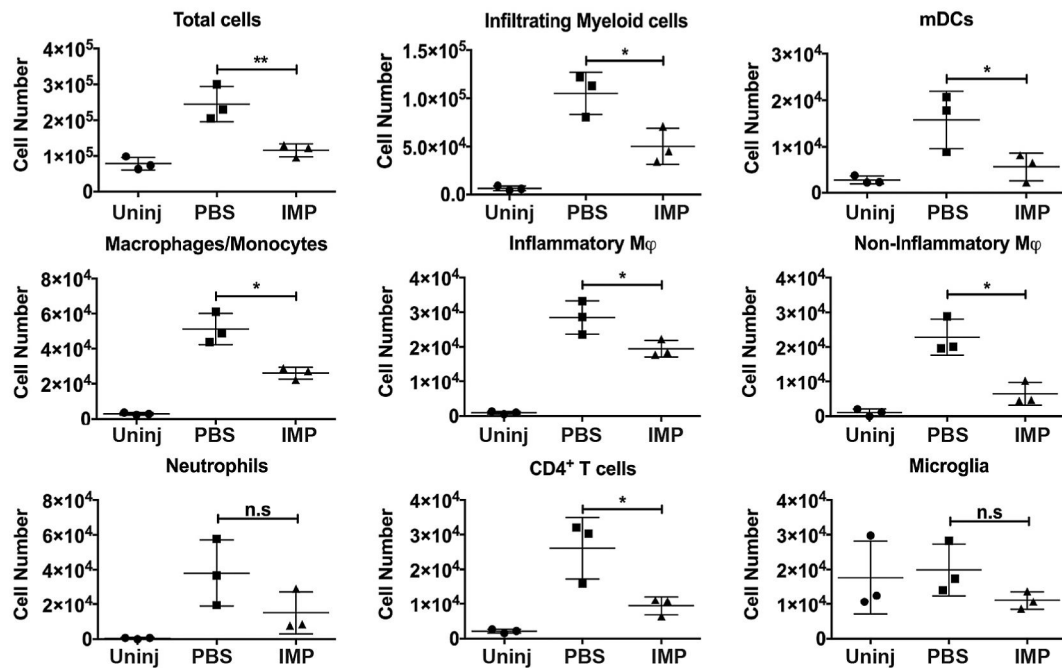 Total cells
Cell Number
4×10⁵
3×10⁵
2×10⁵
1×10⁵
0
**
Uninj PBS IMP
Infiltrating Myeloid cells
Cell Number
1.5×10⁵
1.0×10⁵
5.0×10⁴
0.0
*
Uninj PBS IMP
mDCs
Cell Number
3×10⁴
2×10⁴
1×10⁴
0
*
Uninj PBS IMP
Macrophages/Monocytes
Cell Number
8×10⁴
6×10⁴
4×10⁴
2×10⁴
0
*
Uninj PBS IMP
Inflammatory Mφ
Cell Number
4×10⁴
3×10⁴
2×10⁴
1×10⁴
0
*
Uninj PBS IMP
Non-Inflammatory Mφ
Cell Number
4×10⁴
3×10⁴
2×10⁴
1×10⁴
0
*
Uninj PBS IMP
Neutrophils
Cell Number
8×10⁴
6×10⁴
4×10⁴
2×10⁴
0
n.s
Uninj PBS IMP
CD4⁺ T cells
Cell Number
4×10⁴
3×10⁴
2×10⁴
1×10⁴
0
*
Uninj PBS IMP
Microglia
Cell Number
4×10⁴
3×10⁴
2×10⁴
1×10⁴
0
n.s
Uninj PBS IMP